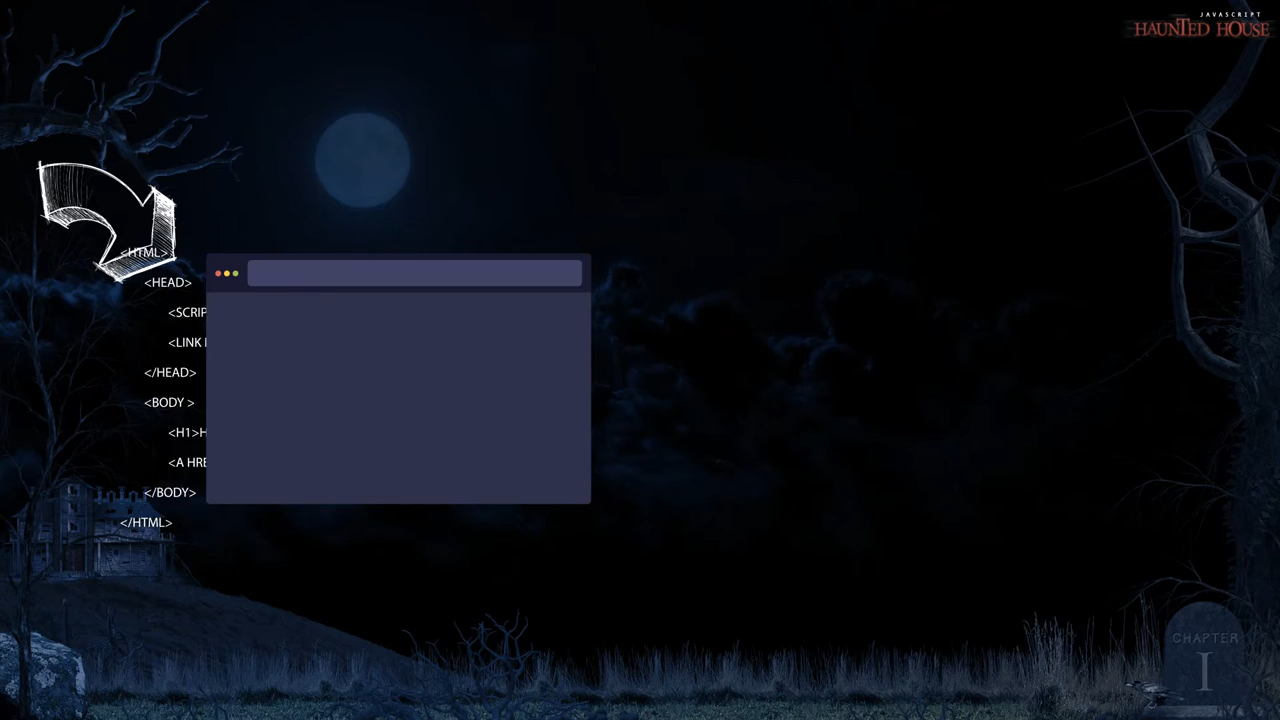 JAVASCRIPT
HAUNTED HOUSE
<HTML>
<HEAD>
<SCRIP
<LINK
</HEAD>
<BODY >
<H1>H
<A HRE
</BODY>
</HTML>
CHAPTER
I